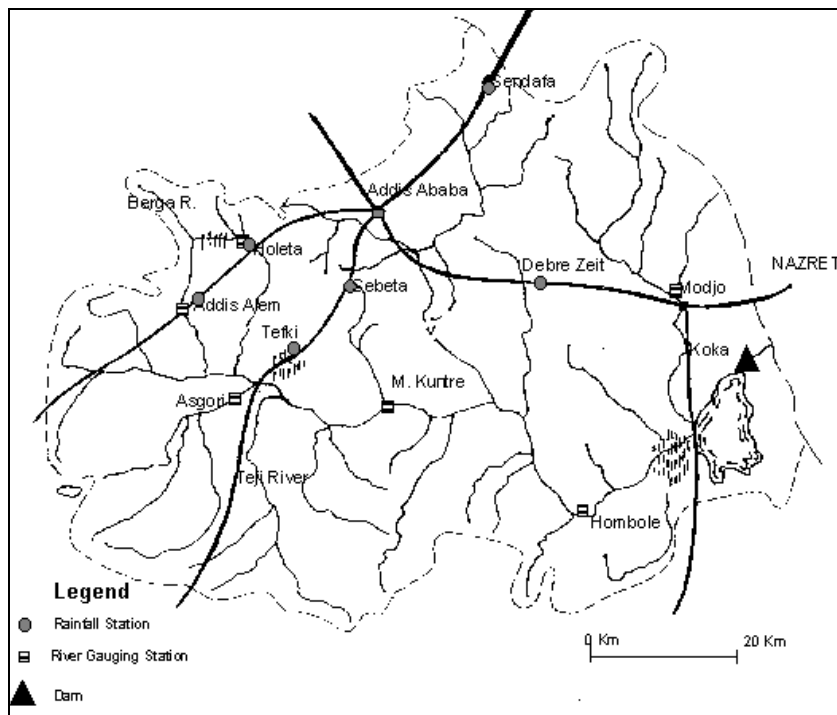 Sendafa
Addis Ababa
Berga R.
Holeta
Debre Zeit
NAZRET
Modjo
Sebeta
Addis Alem
Tefki
Koka
M. Kuntre
Asgori
Teji River
Hombole
Legend
Rainfall Station
River Gauging Station
Dam
0 Km
20 Km